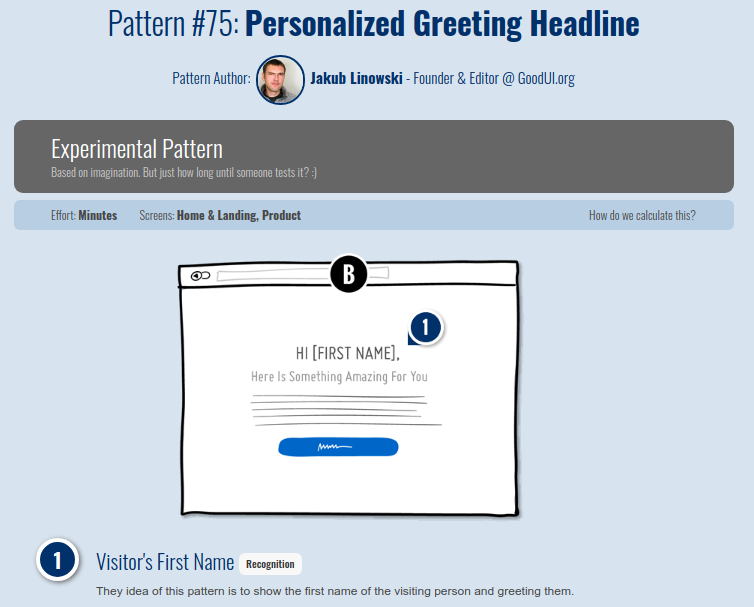 Pattern #75: Personalized Greeting Headline
Pattern Author: Jakub Linowski - Founder & Editor @ GoodUI.org
Experimental Pattern
Based on imagination. But just how long until someone tests it? :)
Effort: Minutes Screens: Home & Landing, Product How do we calculate this?
B
1
HI [FIRST NAME],
Here Is Something Amazing For You
1 Visitor's First Name Recognition
They idea of this pattern is to show the first name of the visiting person and greeting them.